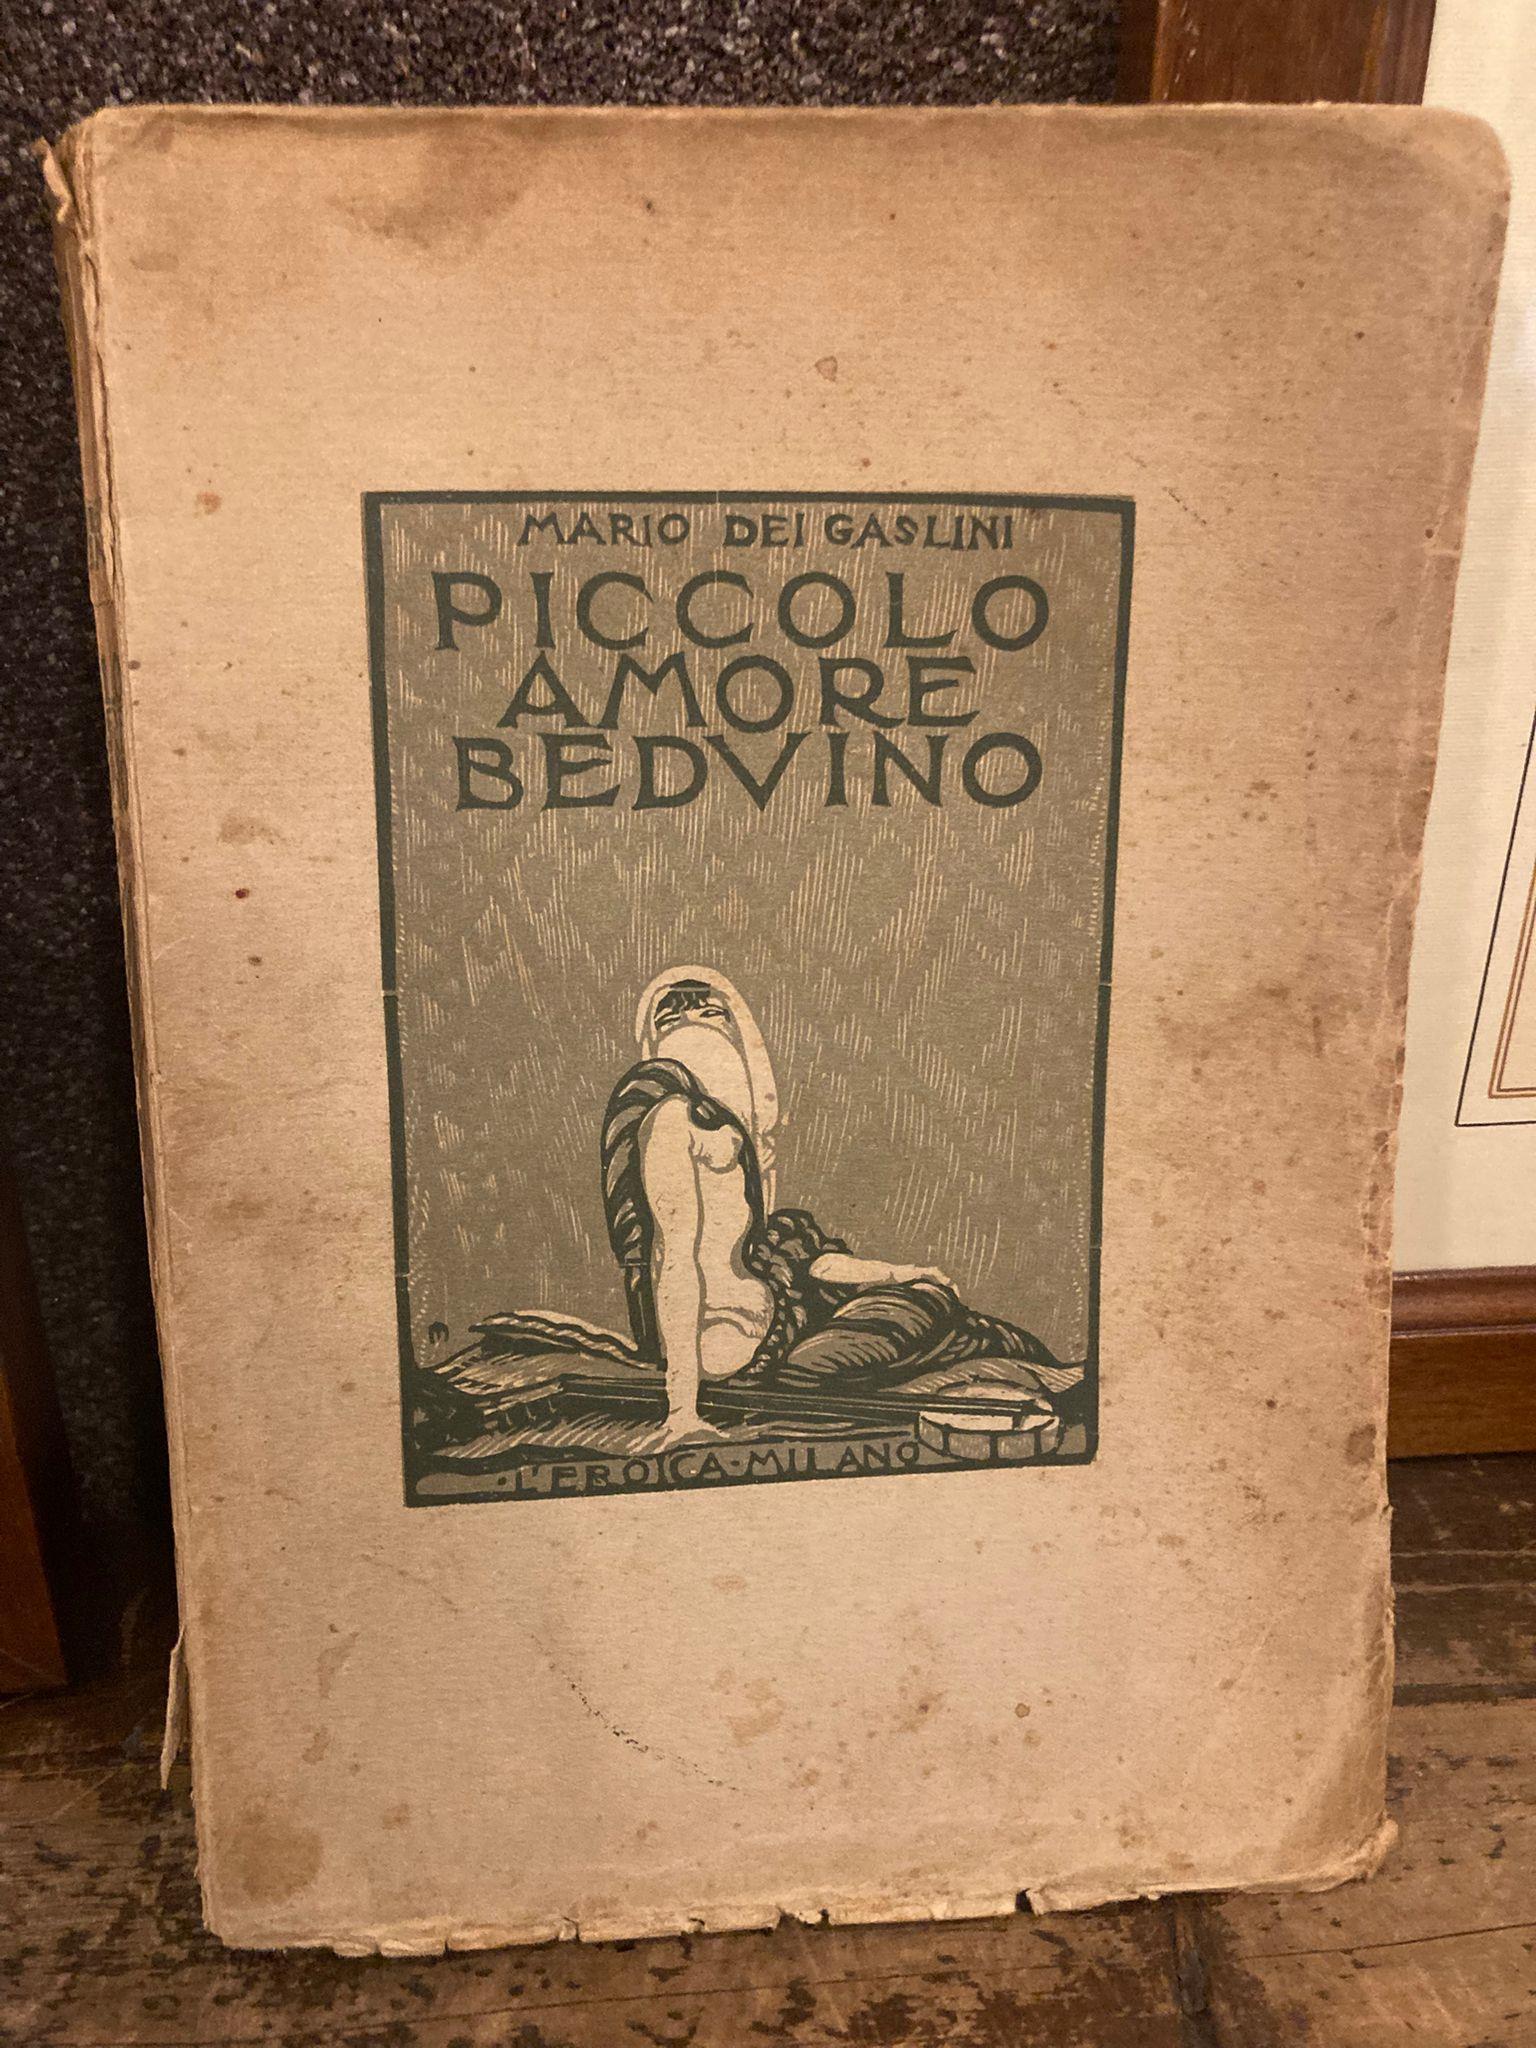 MARIO DEI GASLINI
PICCOLO
AMORE
BEDVINO
M
·L'EROICA·MILANO